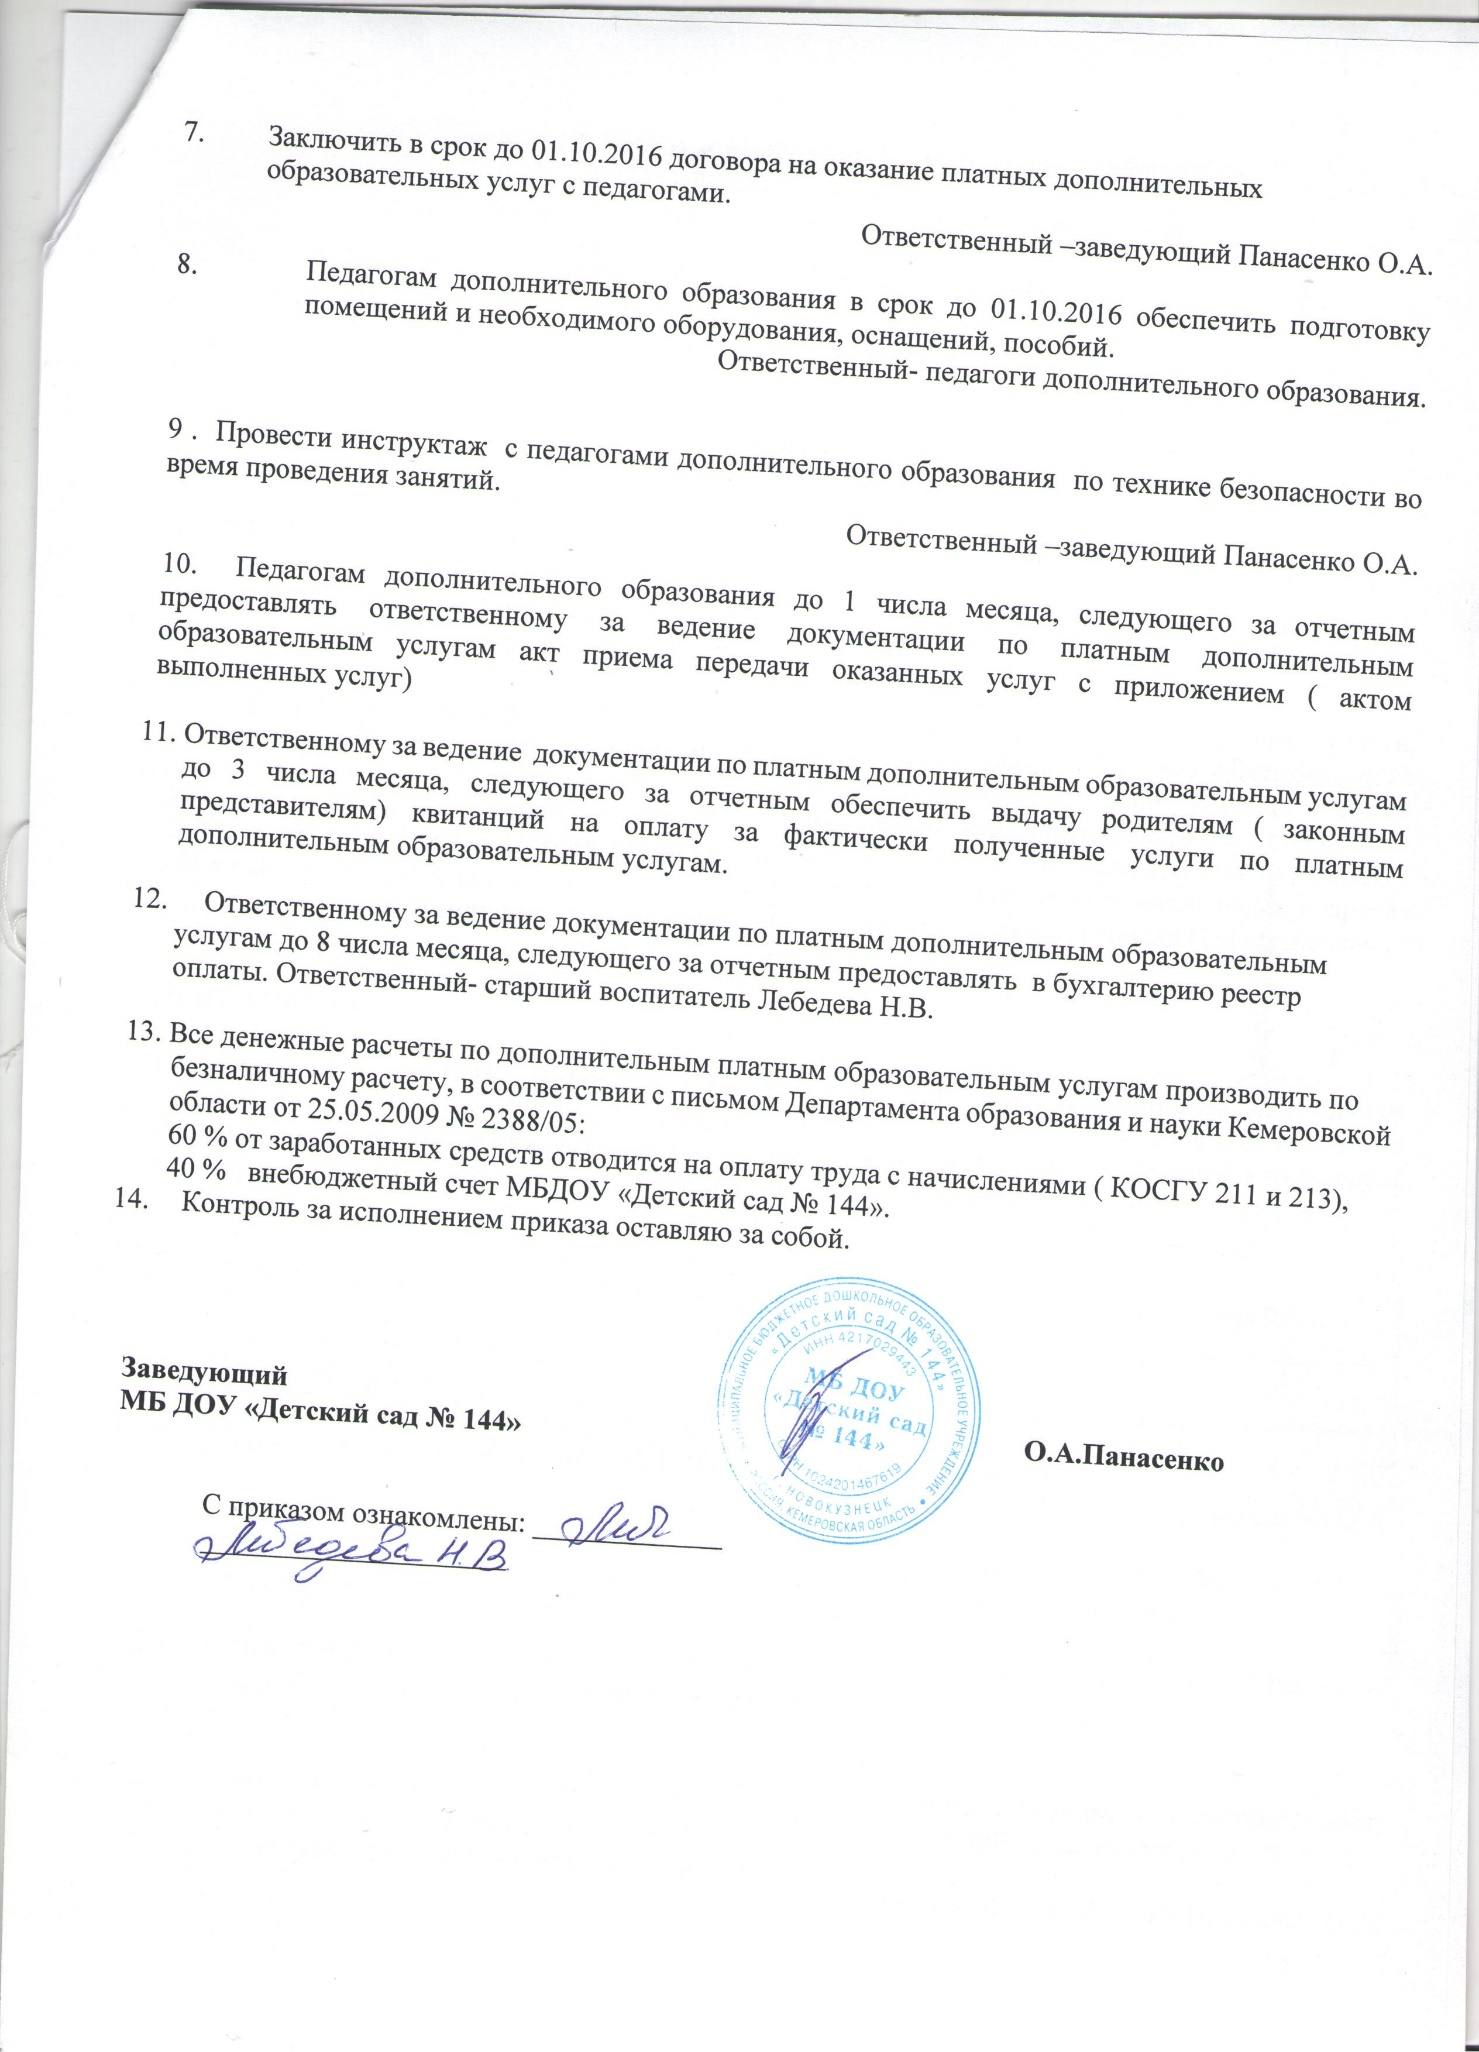 7. Заключить в срок до 01.10.2016 договора на оказание платных дополнительных
образовательных услуг с педагогами.
Ответственный –заведующий Панасенко О.А.
8. Педагогам дополнительного образования в срок до 01.10.2016 обеспечить подготовку
помещений и необходимого оборудования, оснащений, пособий.
Ответственный- педагоги дополнительного образования.
9 . Провести инструктаж с педагогами дополнительного образования по технике безопасности во
время проведения занятий.
Ответственный –заведующий Панасенко О.А.
10. Педагогам дополнительного образования до 1 числа месяца, следующего за отчетным
предоставлять ответственному за ведение документации по платным дополнительным
образовательным услугам акт приема передачи оказанных услуг с приложением ( актом
выполненных услуг)
11. Ответственному за ведение документации по платным дополнительным образовательным услугам
до 3 числа месяца, следующего за отчетным обеспечить выдачу родителям ( законным
представителям) квитанций на оплату за фактически полученные услуги по платным
дополнительным образовательным услугам.
12. Ответственному за ведение документации по платным дополнительным образовательным
услугам до 8 числа месяца, следующего за отчетным предоставлять в бухгалтерию реестр
оплаты. Ответственный- старший воспитатель Лебедева Н.В.
13. Все денежные расчеты по дополнительным платным образовательным услугам производить по
безналичному расчету, в соответствии с письмом Департамента образования и науки Кемеровской
области от 25.05.2009 № 2388/05:
60 % от заработанных средств отводится на оплату труда с начислениями ( КОСГУ 211 и 213),
40 % внебюджетный счет МБДОУ «Детский сад № 144».
14. Контроль за исполнением приказа оставляю за собой.
МУНИЦИПАЛЬНОЕ БЮДЖЕТНОЕ ДОШКОЛЬНОЕ ОБРАЗОВАТЕЛЬНОЕ УЧРЕЖДЕНИЕ
«Детский сад № 144»
ИНН 4217029443
МБ ДОУ
«Детский сад
№ 144»
ОГРН 1024201467619
г. НОВОКУЗНЕЦК
РОССИЯ, КЕМЕРОВСКАЯ ОБЛАСТЬ
Заведующий
МБ ДОУ «Детский сад № 144»
О.А.Панасенко
С приказом ознакомлены:
Лебедева Н.В